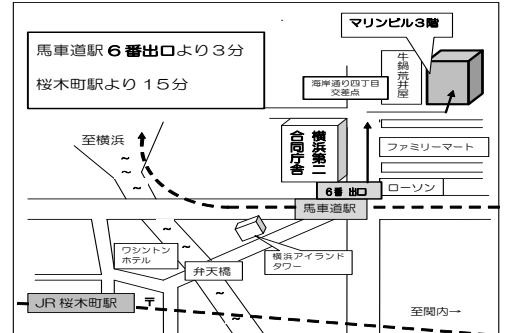 マリンビル3階
馬車道駅6番出口より3分
桜木町駅より15分
牛鍋荒井屋
海岸通り四丁目
交差点
至横浜
横浜第二
合同庁舎
ファミリーマート
6番 出口
ローソン
馬車道駅
ワシントン
ホテル
弁天橋
横浜アイランド
タワー
JR 桜木町駅
〒
至関内→